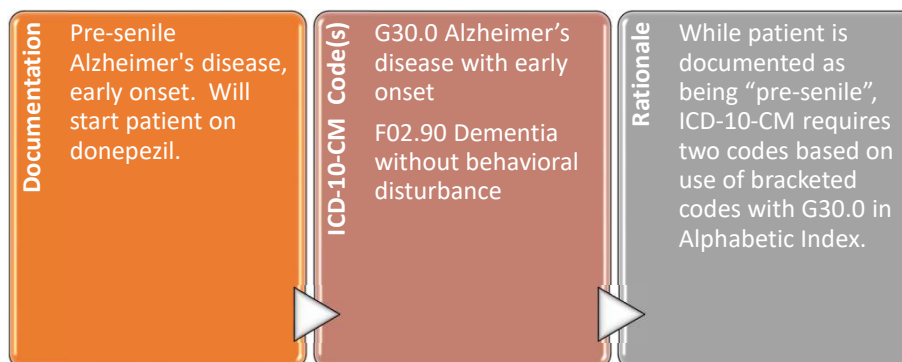 Documentation
Pre-senile
Alzheimer's disease,
early onset.  Will
start patient on
donepezil.
ICD-10-CM  Code(s)
G30.0 Alzheimer’s
disease with early
onset
F02.90 Dementia
without behavioral
disturbance
Rationale
While patient is
documented as
being “pre-senile”,
ICD-10-CM requires
two codes based on
use of bracketed
codes with G30.0 in
Alphabetic Index.